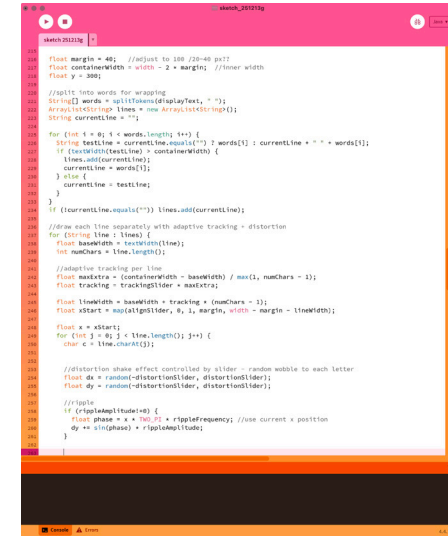 sketch_251213g
Java
sketch 251213g
float margin = 40; //adjust to 100 /20-40 px??
float containerWidth = width - 2 * margin; //inner width
float y = 300;
//split into words for wrapping
String[] words = splitTokens(displayText, " ");
ArrayList<String> lines = new ArrayList<String>();
String currentLine = "";
for (int i = 0; i < words.length; i++) {
String testLine = currentLine.equals("") ? words[i] : currentLine + " " + words[i];
if (textWidth(testLine) > containerWidth) {
lines.add(currentLine);
currentLine = words[i];
} else {
currentLine = testLine;
}
}
if (!currentLine.equals("")) lines.add(currentLine);
//draw each line separately with adaptive tracking + distortion
for (String line : lines) {
float baseWidth = textWidth(line);
int numChars = line.length();
//adaptive tracking per line
float maxExtra = (containerWidth - baseWidth) / max(1, numChars - 1);
float tracking = trackingSlider * maxExtra;
float lineWidth = baseWidth + tracking * (numChars - 1);
float xStart = map(alignSlider, 0, 1, margin, width - margin - lineWidth);
float x = xStart;
for (int j = 0; j < line.length(); j++) {
char c = line.charAt(j);
//distortion shake effect controlled by slider - random wobble to each letter
float dx = random(-distortionSlider, distortionSlider);
float dy = random(-distortionSlider, distortionSlider);
//ripple
if (rippleAmplitude!=0) {
float phase = x * TWO_PI * rippleFrequency; //use current x position
dy += sin(phase) * rippleAmplitude;
}
Console
Errors